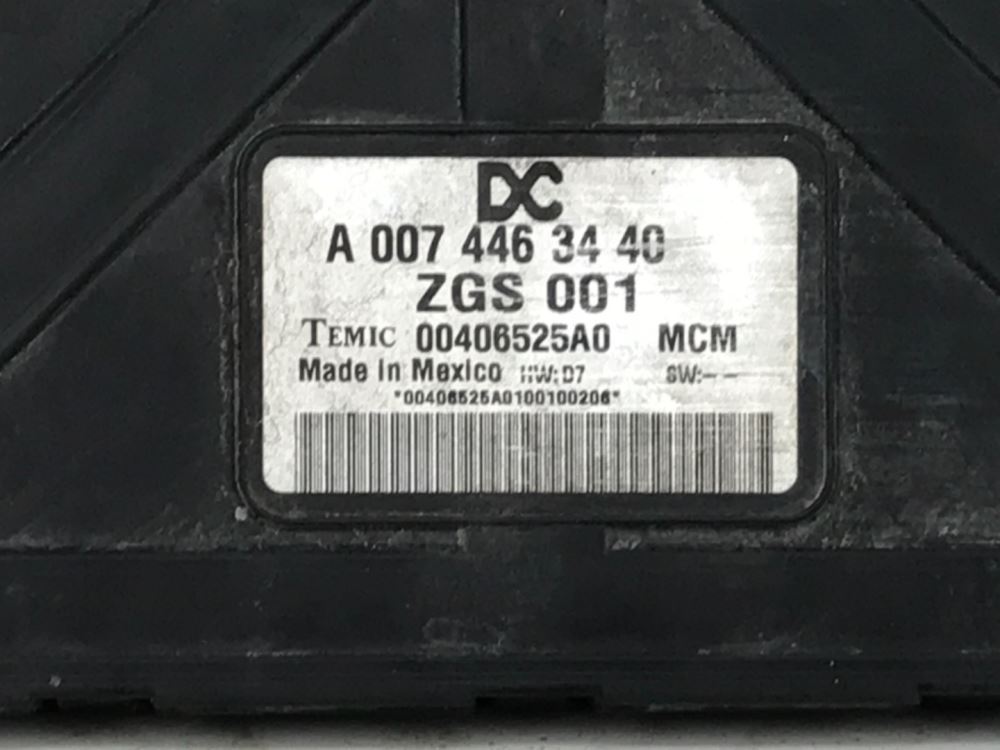 DC
A 007 446 34 40
ZGS 001
TEMIC 00406525A0 MCM
Made in Mexico HW:D7 SW:- -
*00406525A0100100206*